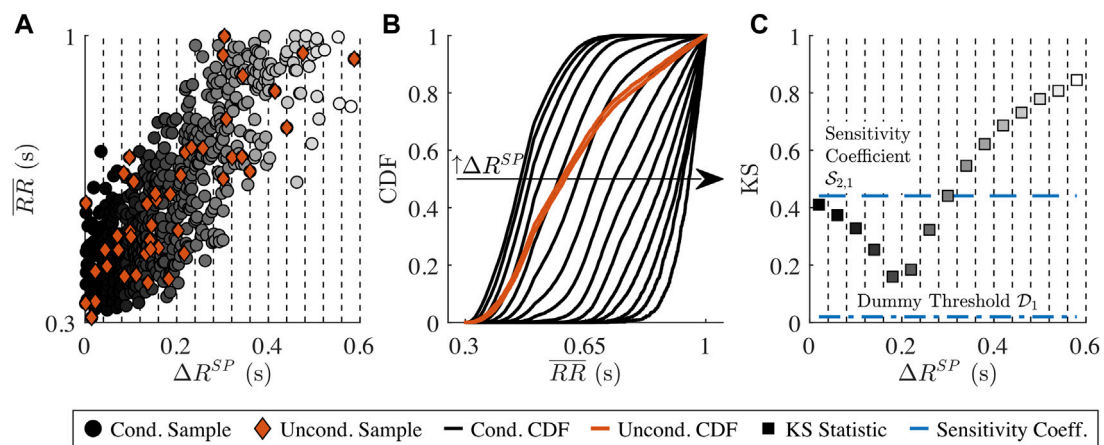 A
1
0.3
0
0.2
0.4
0.6
RR (s)
ΔR^SP (s)
B
1
0.8
0.6
0.4
0.2
0
0.3
0.65
1
CDF
RR (s)
↑ΔR^SP
C
1
0.8
0.6
0.4
0.2
0
0
0.2
0.4
0.6
KS
ΔR^SP (s)
Sensitivity
Coefficient
S_2,1
Dummy Threshold D_1
Cond. Sample Uncond. Sample Cond. CDF Uncond. CDF KS Statistic Sensitivity Coeff.